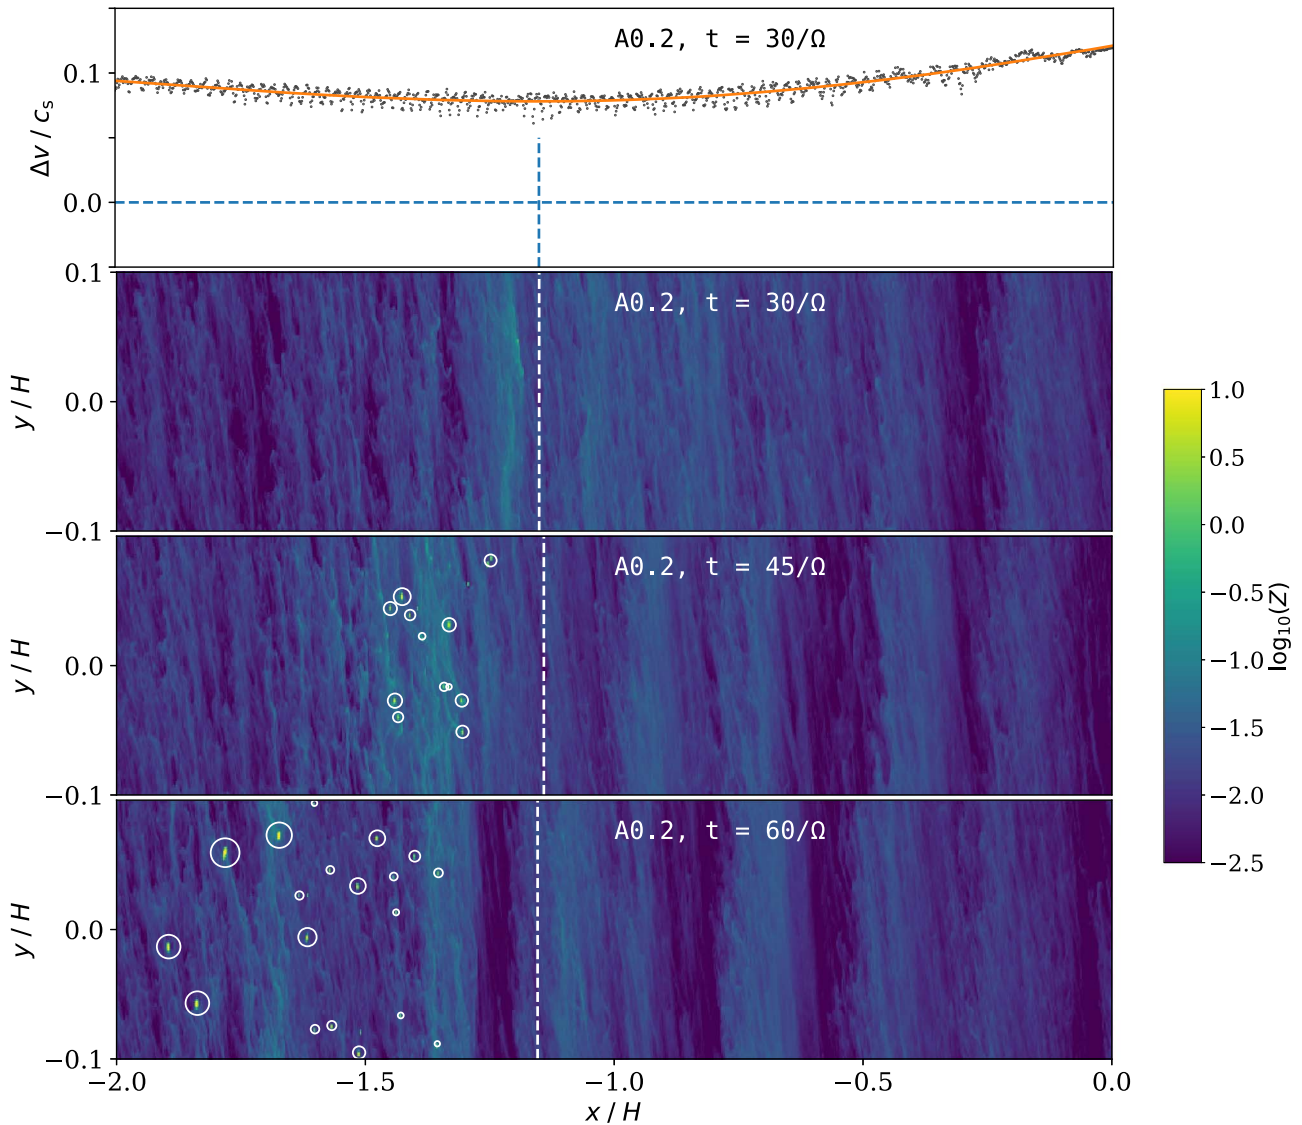 A0.2, t = 30/Ω
0.1
0.0
Δv / c_s
0.1
A0.2, t = 30/Ω
0.0
−0.1
y / H
A0.2, t = 45/Ω
0.0
−0.1
y / H
0.1
A0.2, t = 60/Ω
0.0
−0.1
y / H
−2.0 −1.5 −1.0 −0.5 0.0
x / H
1.0
0.5
0.0
−0.5
−1.0
−1.5
−2.0
−2.5
log₁₀(Z)